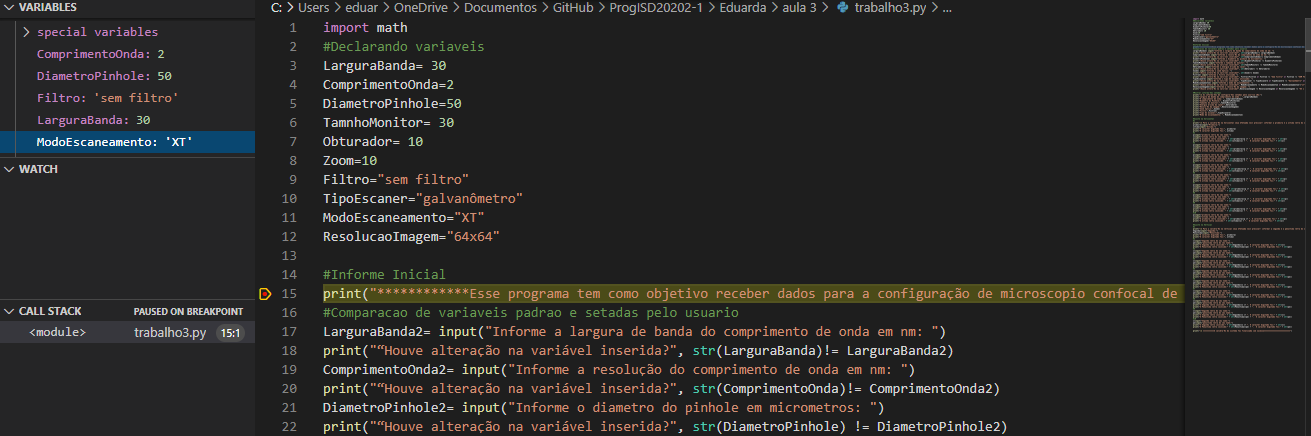 VARIABLES
special variables
ComprimentoOnda: 2
DiametroPinhole: 50
Filtro: 'sem filtro'
LarguraBanda: 30
ModoEscaneamento: 'XT'
WATCH
CALL STACK PAUSED ON BREAKPOINT
<module> trabalho3.py 15:1
C: > Users > eduar > OneDrive > Documentos > GitHub > ProgISD20202-1 > Eduarda > aula 3 > trabalho3.py > ...
1 import math
2 #Declarando variaveis
3 LarguraBanda= 30
4 ComprimentoOnda=2
5 DiametroPinhole=50
6 TamnhoMonitor= 30
7 Obturador= 10
8 Zoom=10
9 Filtro="sem filtro"
10 TipoEscaner="galvanômetro"
11 ModoEscaneamento="XT"
12 ResolucaoImagem="64x64"
13
14 #Informe Inicial
15 print("************Esse programa tem como objetivo receber dados para a configuração de microscopio confocal de
16 #Comparacao de variaveis padrao e setadas pelo usuario
17 LarguraBanda2= input("Informe a largura de banda do comprimento de onda em nm: ")
18 print("“Houve alteração na variável inserida?", str(LarguraBanda)!= LarguraBanda2)
19 ComprimentoOnda2= input("Informe a resolução do comprimento de onda em nm: ")
20 print("“Houve alteração na variável inserida?", str(ComprimentoOnda)!= ComprimentoOnda2)
21 DiametroPinhole2= input("Informe o diametro do pinhole em micrometros: ")
22 print("“Houve alteração na variável inserida?", str(DiametroPinhole) != DiametroPinhole2)